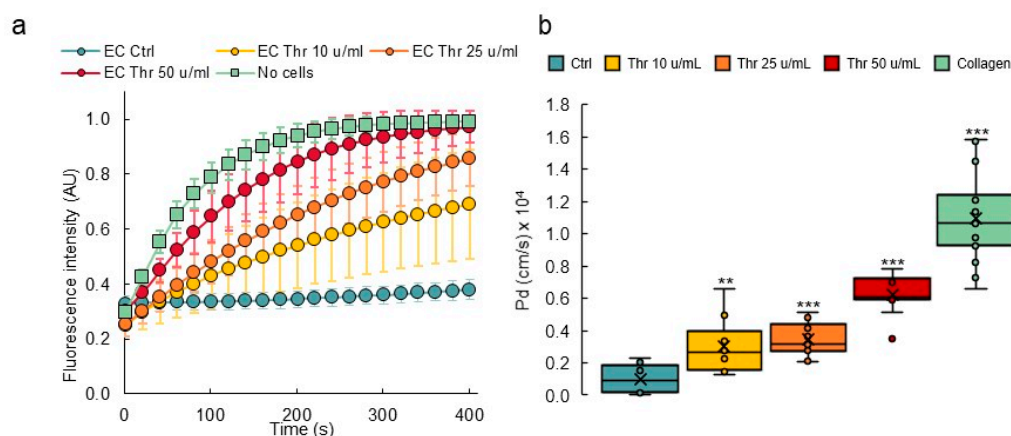 a
EC Ctrl EC Thr 10 u/ml EC Thr 25 u/ml
EC Thr 50 u/ml No cells
Fluorescence intensity (AU)
1.0
0.8
0.6
0.4
0.2
0.0
0 100 200 300 400
Time (s)
b
Ctrl Thr 10 u/mL Thr 25 u/mL Thr 50 u/mL Collagen
Pd (cm/s) x 10⁴
1.8
1.6
1.4
1.2
1.0
0.8
0.6
0.4
0.2
0.0
**
***
***
***